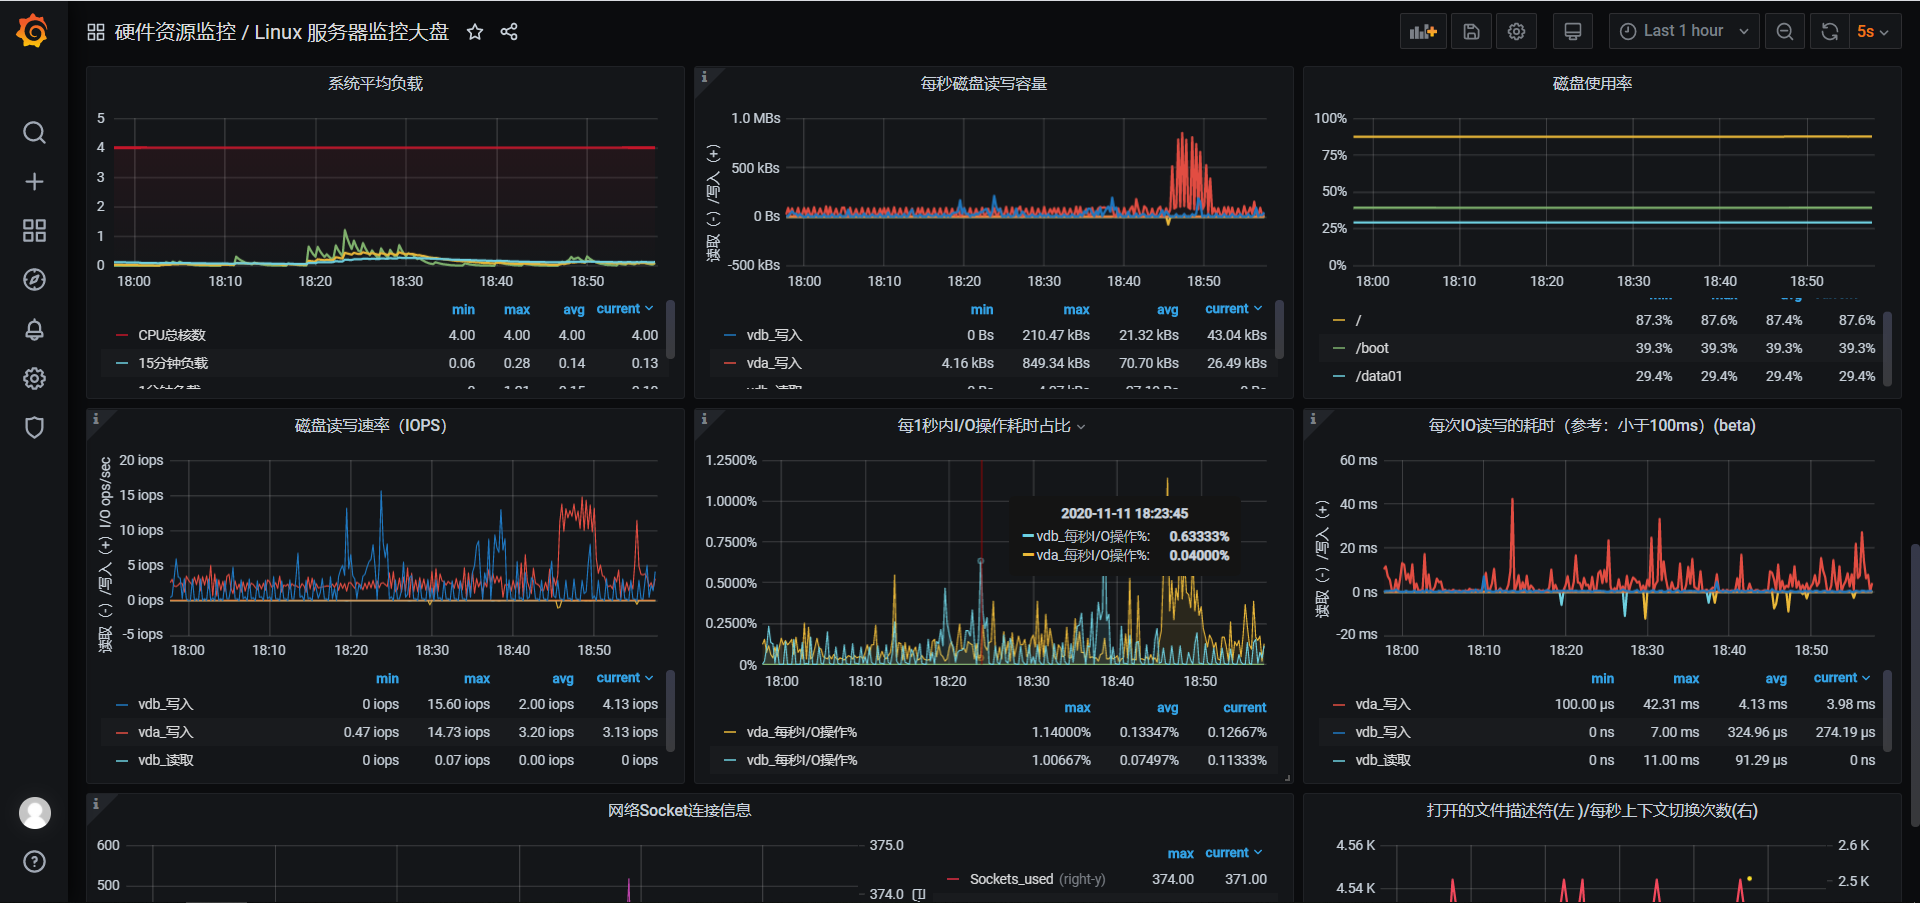 硬件资源监控 / Linux 服务器监控大盘
Last 1 hour
5s
系统平均负载
5
4
3
2
1
0
18:00 18:10 18:20 18:30 18:40 18:50
min max avg current
CPU总核数 4.00 4.00 4.00 4.00
15分钟负载 0.06 0.28 0.14 0.13
每秒磁盘读写容量
读取（-）/写入（+）
1.0 MBs
500 kBs
0 Bs
-500 kBs
18:00 18:10 18:20 18:30 18:40 18:50
min max avg current
vdb_写入 0 Bs 210.47 kBs 21.32 kBs 43.04 kBs
vda_写入 4.16 kBs 849.34 kBs 70.70 kBs 26.49 kBs
磁盘使用率
100%
75%
50%
25%
0%
18:00 18:10 18:20 18:30 18:40 18:50
/ 87.3% 87.6% 87.4% 87.6%
/boot 39.3% 39.3% 39.3% 39.3%
/data01 29.4% 29.4% 29.4% 29.4%
磁盘读写速率（IOPS）
读取（-）/写入（+）I/O ops/sec
20 iops
15 iops
10 iops
5 iops
0 iops
-5 iops
18:00 18:10 18:20 18:30 18:40 18:50
min max avg current
vdb_写入 0 iops 15.60 iops 2.00 iops 4.13 iops
vda_写入 0.47 iops 14.73 iops 3.20 iops 3.13 iops
vdb_读取 0 iops 0.07 iops 0.00 iops 0 iops
每1秒内I/O操作耗时占比
1.2500%
1.0000%
0.7500%
0.5000%
0.2500%
0%
18:00 18:10 18:20 18:30 18:40 18:50
2020-11-11 18:23:45
vdb_每秒I/O操作%: 0.63333%
vda_每秒I/O操作%: 0.04000%
max avg current
vda_每秒I/O操作% 1.14000% 0.13347% 0.12667%
vdb_每秒I/O操作% 1.00667% 0.07497% 0.11333%
每次IO读写的耗时（参考：小于100ms）(beta)
读取（-）/写入（+）
60 ms
40 ms
20 ms
0 ns
-20 ms
18:00 18:10 18:20 18:30 18:40 18:50
min max avg current
vda_写入 100.00 µs 42.31 ms 4.13 ms 3.98 ms
vdb_写入 0 ns 7.00 ms 324.96 µs 274.19 µs
vdb_读取 0 ns 11.00 ms 91.29 µs 0 ns
网络Socket连接信息
600
500
375.0
374.0
max current
Sockets_used (right-y) 374.00 371.00
打开的文件描述符(左 )/每秒上下文切换次数(右)
4.56 K
4.54 K
2.6 K
2.5 K